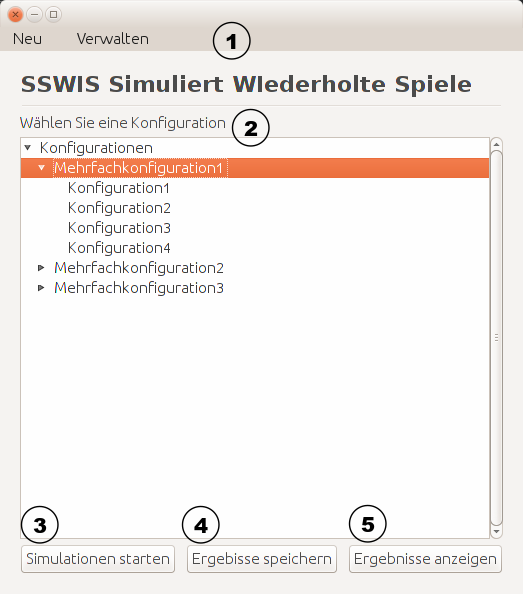 Neu Verwalten 1
SSWIS Simuliert WIederholte Spiele
Wählen Sie eine Konfiguration 2
Konfigurationen
Mehrfachkonfiguration1
Konfiguration1
Konfiguration2
Konfiguration3
Konfiguration4
Mehrfachkonfiguration2
Mehrfachkonfiguration3
3 4 5
Simulationen starten Ergebisse speichern Ergebnisse anzeigen